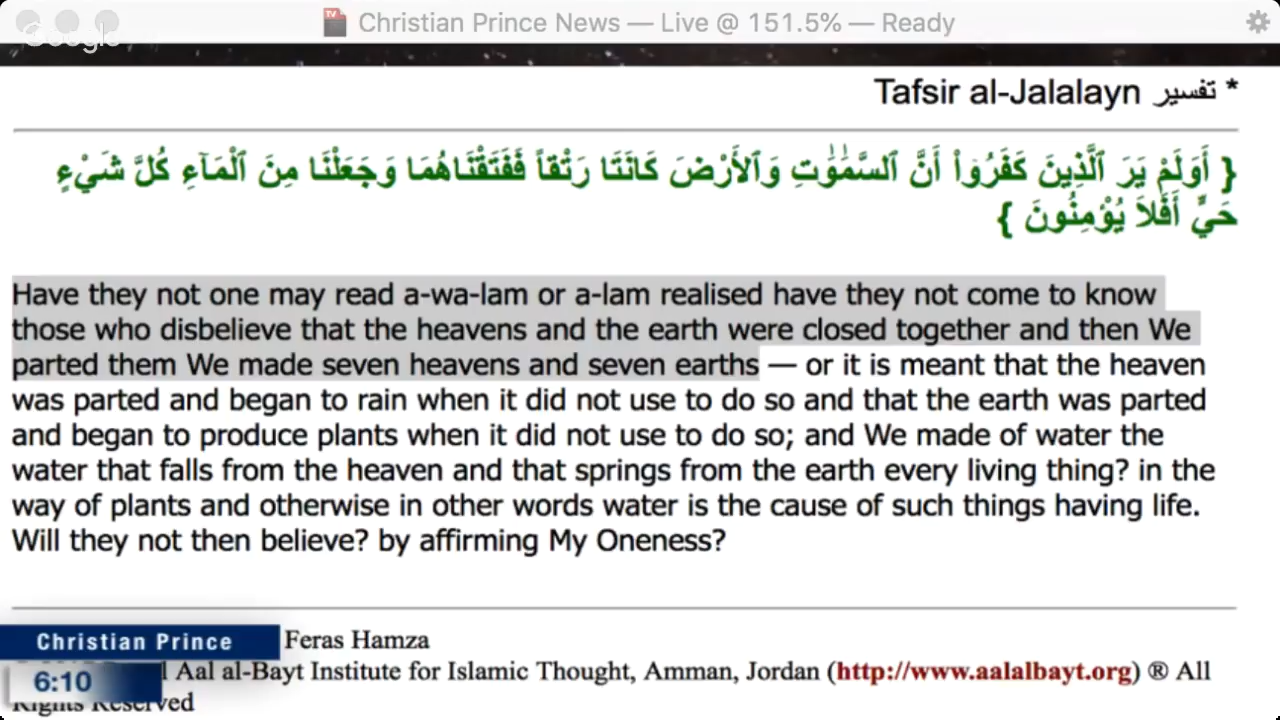 Christian Prince News — Live @ 151.5% — Ready
Google
Tafsir al-Jalalayn تفسير *
{ أَوَلَمْ يَرَ ٱلَّذِينَ كَفَرُوۤاْ أَنَّ ٱلسَّمَٰوَٰتِ وَٱلأَرْضَ كَانَتَا رَتْقاً فَفَتَقْنَاهُمَا وَجَعَلْنَا مِنَ ٱلْمَآءِ كُلَّ شَيْءٍ
حَيٍّ أَفَلاَ يُؤْمِنُونَ }
Have they not one may read a-wa-lam or a-lam realised have they not come to know
those who disbelieve that the heavens and the earth were closed together and then We
parted them We made seven heavens and seven earths — or it is meant that the heaven
was parted and began to rain when it did not use to do so and that the earth was parted
and began to produce plants when it did not use to do so; and We made of water the
water that falls from the heaven and that springs from the earth every living thing? in the
way of plants and otherwise in other words water is the cause of such things having life.
Will they not then believe? by affirming My Oneness?
Christian Prince Feras Hamza
6:10 Aal al-Bayt Institute for Islamic Thought, Amman, Jordan (http://www.aalalbayt.org) ® All
Rights Reserved